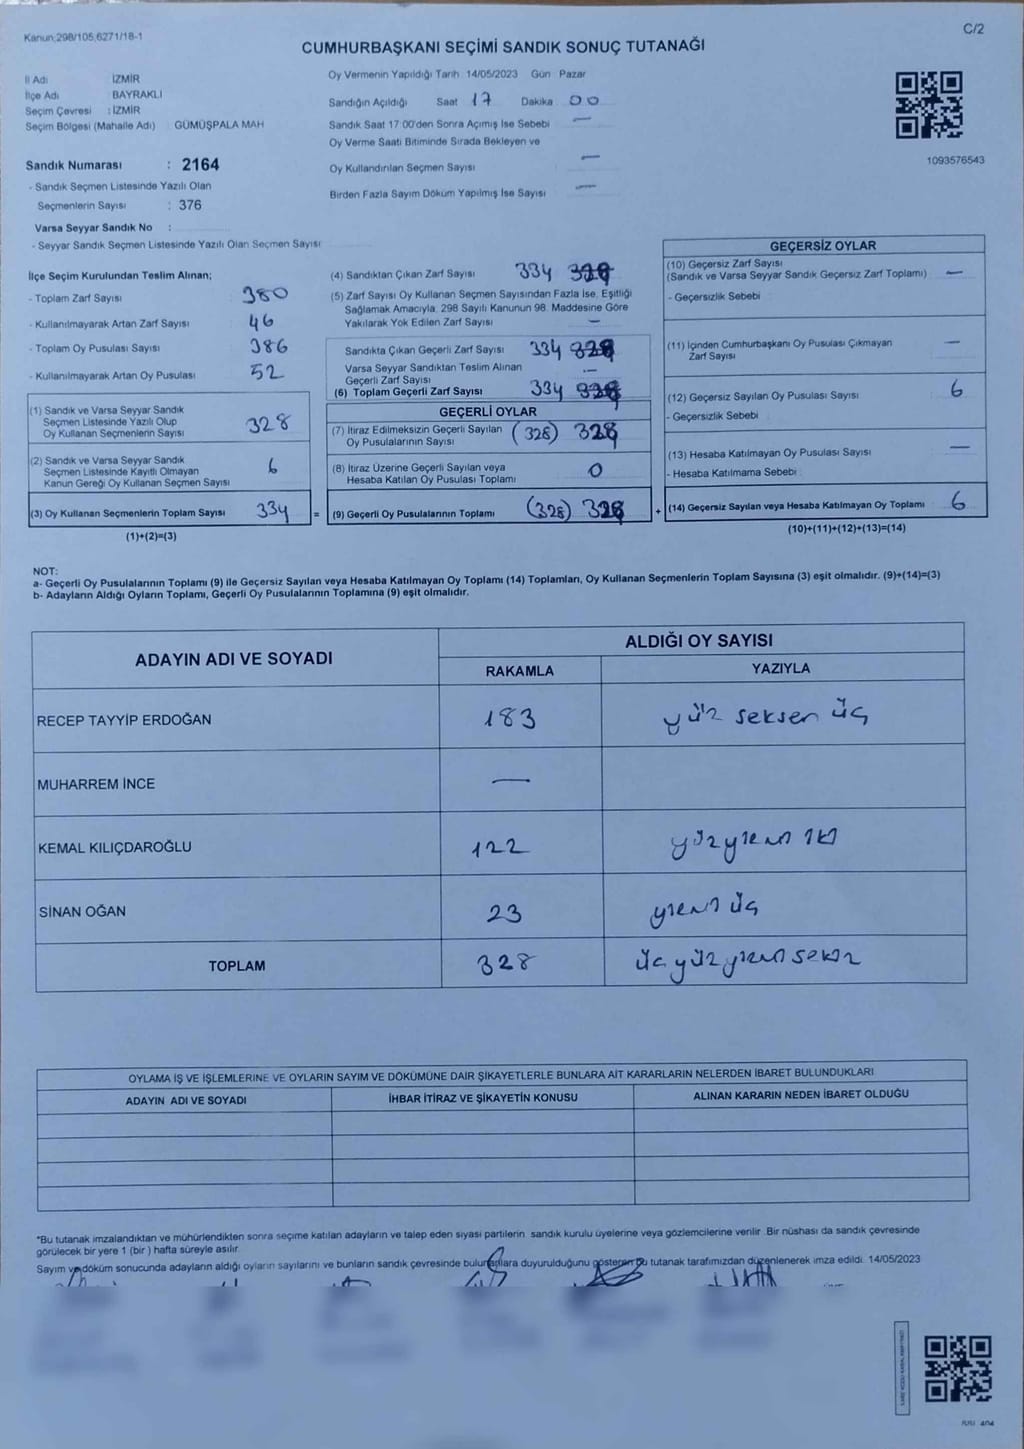 Kanun:298/105,6271/18-1
C/2
CUMHURBAŞKANI SEÇİMİ SANDIK SONUÇ TUTANAĞI
İl Adı İZMİR
İlçe Adı BAYRAKLI
Seçim Çevresi : İZMİR
Seçim Bölgesi (Mahalle Adı) GÜMÜŞPALA MAH
Oy Vermenin Yapıldığı Tarih 14/05/2023 Gün Pazar
Sandığın Açıldığı Saat 17 Dakika 00
Sandık Saat 17:00'den Sonra Açımış İse Sebebi —
Oy Verme Saati Bitiminde Sırada Bekleyen ve
Oy Kullandırılan Seçmen Sayısı —
Birden Fazla Sayım Döküm Yapılmış İse Sayısı —
1093576543
Sandık Numarası : 2164
- Sandık Seçmen Listesinde Yazılı Olan
Seçmenlerin Sayısı : 376
Varsa Seyyar Sandık No :
- Seyyar Sandık Seçmen Listesinde Yazılı Olan Seçmen Sayısı
İlçe Seçim Kurulundan Teslim Alınan;
- Toplam Zarf Sayısı 380
- Kullanılmayarak Artan Zarf Sayısı 46
- Toplam Oy Pusulası Sayısı 386
- Kullanılmayarak Artan Oy Pusulası 52
(1) Sandık ve Varsa Seyyar Sandık
Seçmen Listesinde Yazılı Olup
Oy Kullanan Seçmenlerin Sayısı 328
(2) Sandık ve Varsa Seyyar Sandık
Seçmen Listesinde Kayıtlı Olmayan
Kanun Gereği Oy Kullanan Seçmen Sayısı 6
(3) Oy Kullanan Seçmenlerin Toplam Sayısı 334
(1)+(2)=(3)
=
(4) Sandıktan Çıkan Zarf Sayısı 334 328
(5) Zarf Sayısı Oy Kullanan Seçmen Sayısından Fazla İse, Eşitliği
Sağlamak Amacıyla, 298 Sayılı Kanunun 98. Maddesine Göre
Yakılarak Yok Edilen Zarf Sayısı —
Sandıkta Çıkan Geçerli Zarf Sayısı 334 328
Varsa Seyyar Sandıktan Teslim Alınan
Geçerli Zarf Sayısı —
(6) Toplam Geçerli Zarf Sayısı 334 328
GEÇERLİ OYLAR
(7) İtiraz Edilmeksizin Geçerli Sayılan
Oy Pusulalarının Sayısı (328) 328
(8) İtiraz Üzerine Geçerli Sayılan veya
Hesaba Katılan Oy Pusulası Toplamı 0
(9) Geçerli Oy Pusulalarının Toplamı (328) 328
+
GEÇERSİZ OYLAR
(10) Geçersiz Zarf Sayısı
(Sandık ve Varsa Seyyar Sandık Geçersiz Zarf Toplamı) —
- Geçersizlik Sebebi
(11) İçinden Cumhurbaşkanı Oy Pusulası Çıkmayan
Zarf Sayısı —
(12) Geçersiz Sayılan Oy Pusulası Sayısı 6
- Geçersizlik Sebebi
(13) Hesaba Katılmayan Oy Pusulası Sayısı —
- Hesaba Katılmama Sebebi
(14) Geçersiz Sayılan veya Hesaba Katılmayan Oy Toplamı 6
(10)+(11)+(12)+(13)=(14)
NOT:
a- Geçerli Oy Pusulalarının Toplamı (9) ile Geçersiz Sayılan veya Hesaba Katılmayan Oy Toplamı (14) Toplamları, Oy Kullanan Seçmenlerin Toplam Sayısına (3) eşit olmalıdır. (9)+(14)=(3)
b- Adayların Aldığı Oyların Toplamı, Geçerli Oy Pusulalarının Toplamına (9) eşit olmalıdır.
ADAYIN ADI VE SOYADI ALDIĞI OY SAYISI
RAKAMLA YAZIYLA
RECEP TAYYİP ERDOĞAN 183 yüz seksen üç
MUHARREM İNCE —
KEMAL KILIÇDAROĞLU 122 yüzyirmi iki
SİNAN OĞAN 23 yirmi üç
TOPLAM 328 üçyüzyirmisekiz
OYLAMA İŞ VE İŞLEMLERİNE VE OYLARIN SAYIM VE DÖKÜMÜNE DAİR ŞİKAYETLERLE BUNLARA AİT KARARLARIN NELERDEN İBARET BULUNDUKLARI
ADAYIN ADI VE SOYADI İHBAR İTİRAZ VE ŞİKAYETİN KONUSU ALINAN KARARIN NEDEN İBARET OLDUĞU
*Bu tutanak imzalandıktan ve mühürlendikten sonra seçime katılan adayların ve talep eden siyasi partilerin sandık kurulu üyelerine veya gözlemcilerine verilir. Bir nüshası da sandık çevresinde
görülecek bir yere 1 (bir) hafta süreyle asılır.
Sayım ve döküm sonucunda adayların aldığı oyların sayılarını ve bunların sandık çevresinde bulunanlara duyurulduğunu gösteren bu tutanak tarafımızdan düzenlenerek imza edildi. 14/05/2023